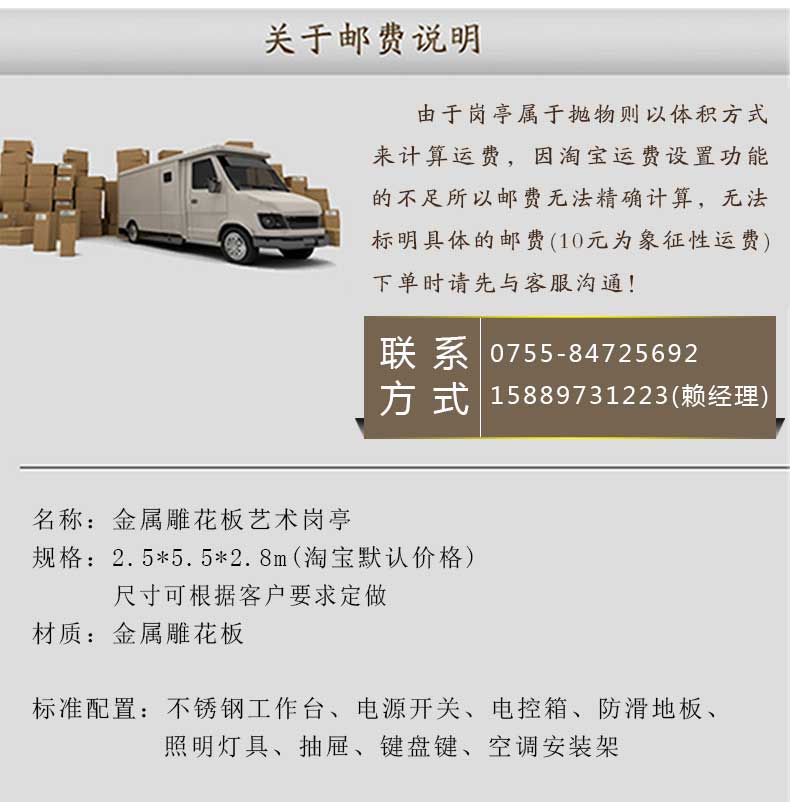 关于邮费说明
由于岗亭属于抛物则以体积方式
来计算运费，因淘宝运费设置功能
的不足所以邮费无法精确计算，无法
标明具体的邮费(10元为象征性运费)
下单时请先与客服沟通！
联系
方式
0755-84725692
15889731223(赖经理)
名称：金属雕花板艺术岗亭
规格：2.5*5.5*2.8m(淘宝默认价格)
尺寸可根据客户要求定做
材质：金属雕花板
标准配置：不锈钢工作台、电源开关、电控箱、防滑地板、
照明灯具、抽屉、键盘键、空调安装架